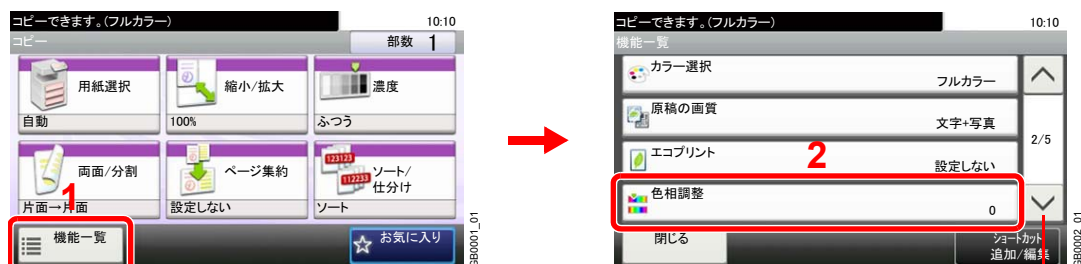 コピーできます。(フルカラー)
10:10
コピー
部数 1
用紙選択
自動
縮小/拡大
100%
濃度
ふつう
両面/分割
片面→片面
ページ集約
設定しない
123123
112233
ソート/
仕分け
ソート
1
機能一覧
お気に入り
GB0001_01
コピーできます。(フルカラー)
10:10
機能一覧
カラー選択
フルカラー
原稿の画質
文字+写真
2/5
エコプリント
設定しない
2
色相調整
0
閉じる
ショートカット
追加/編集
GB0002_01